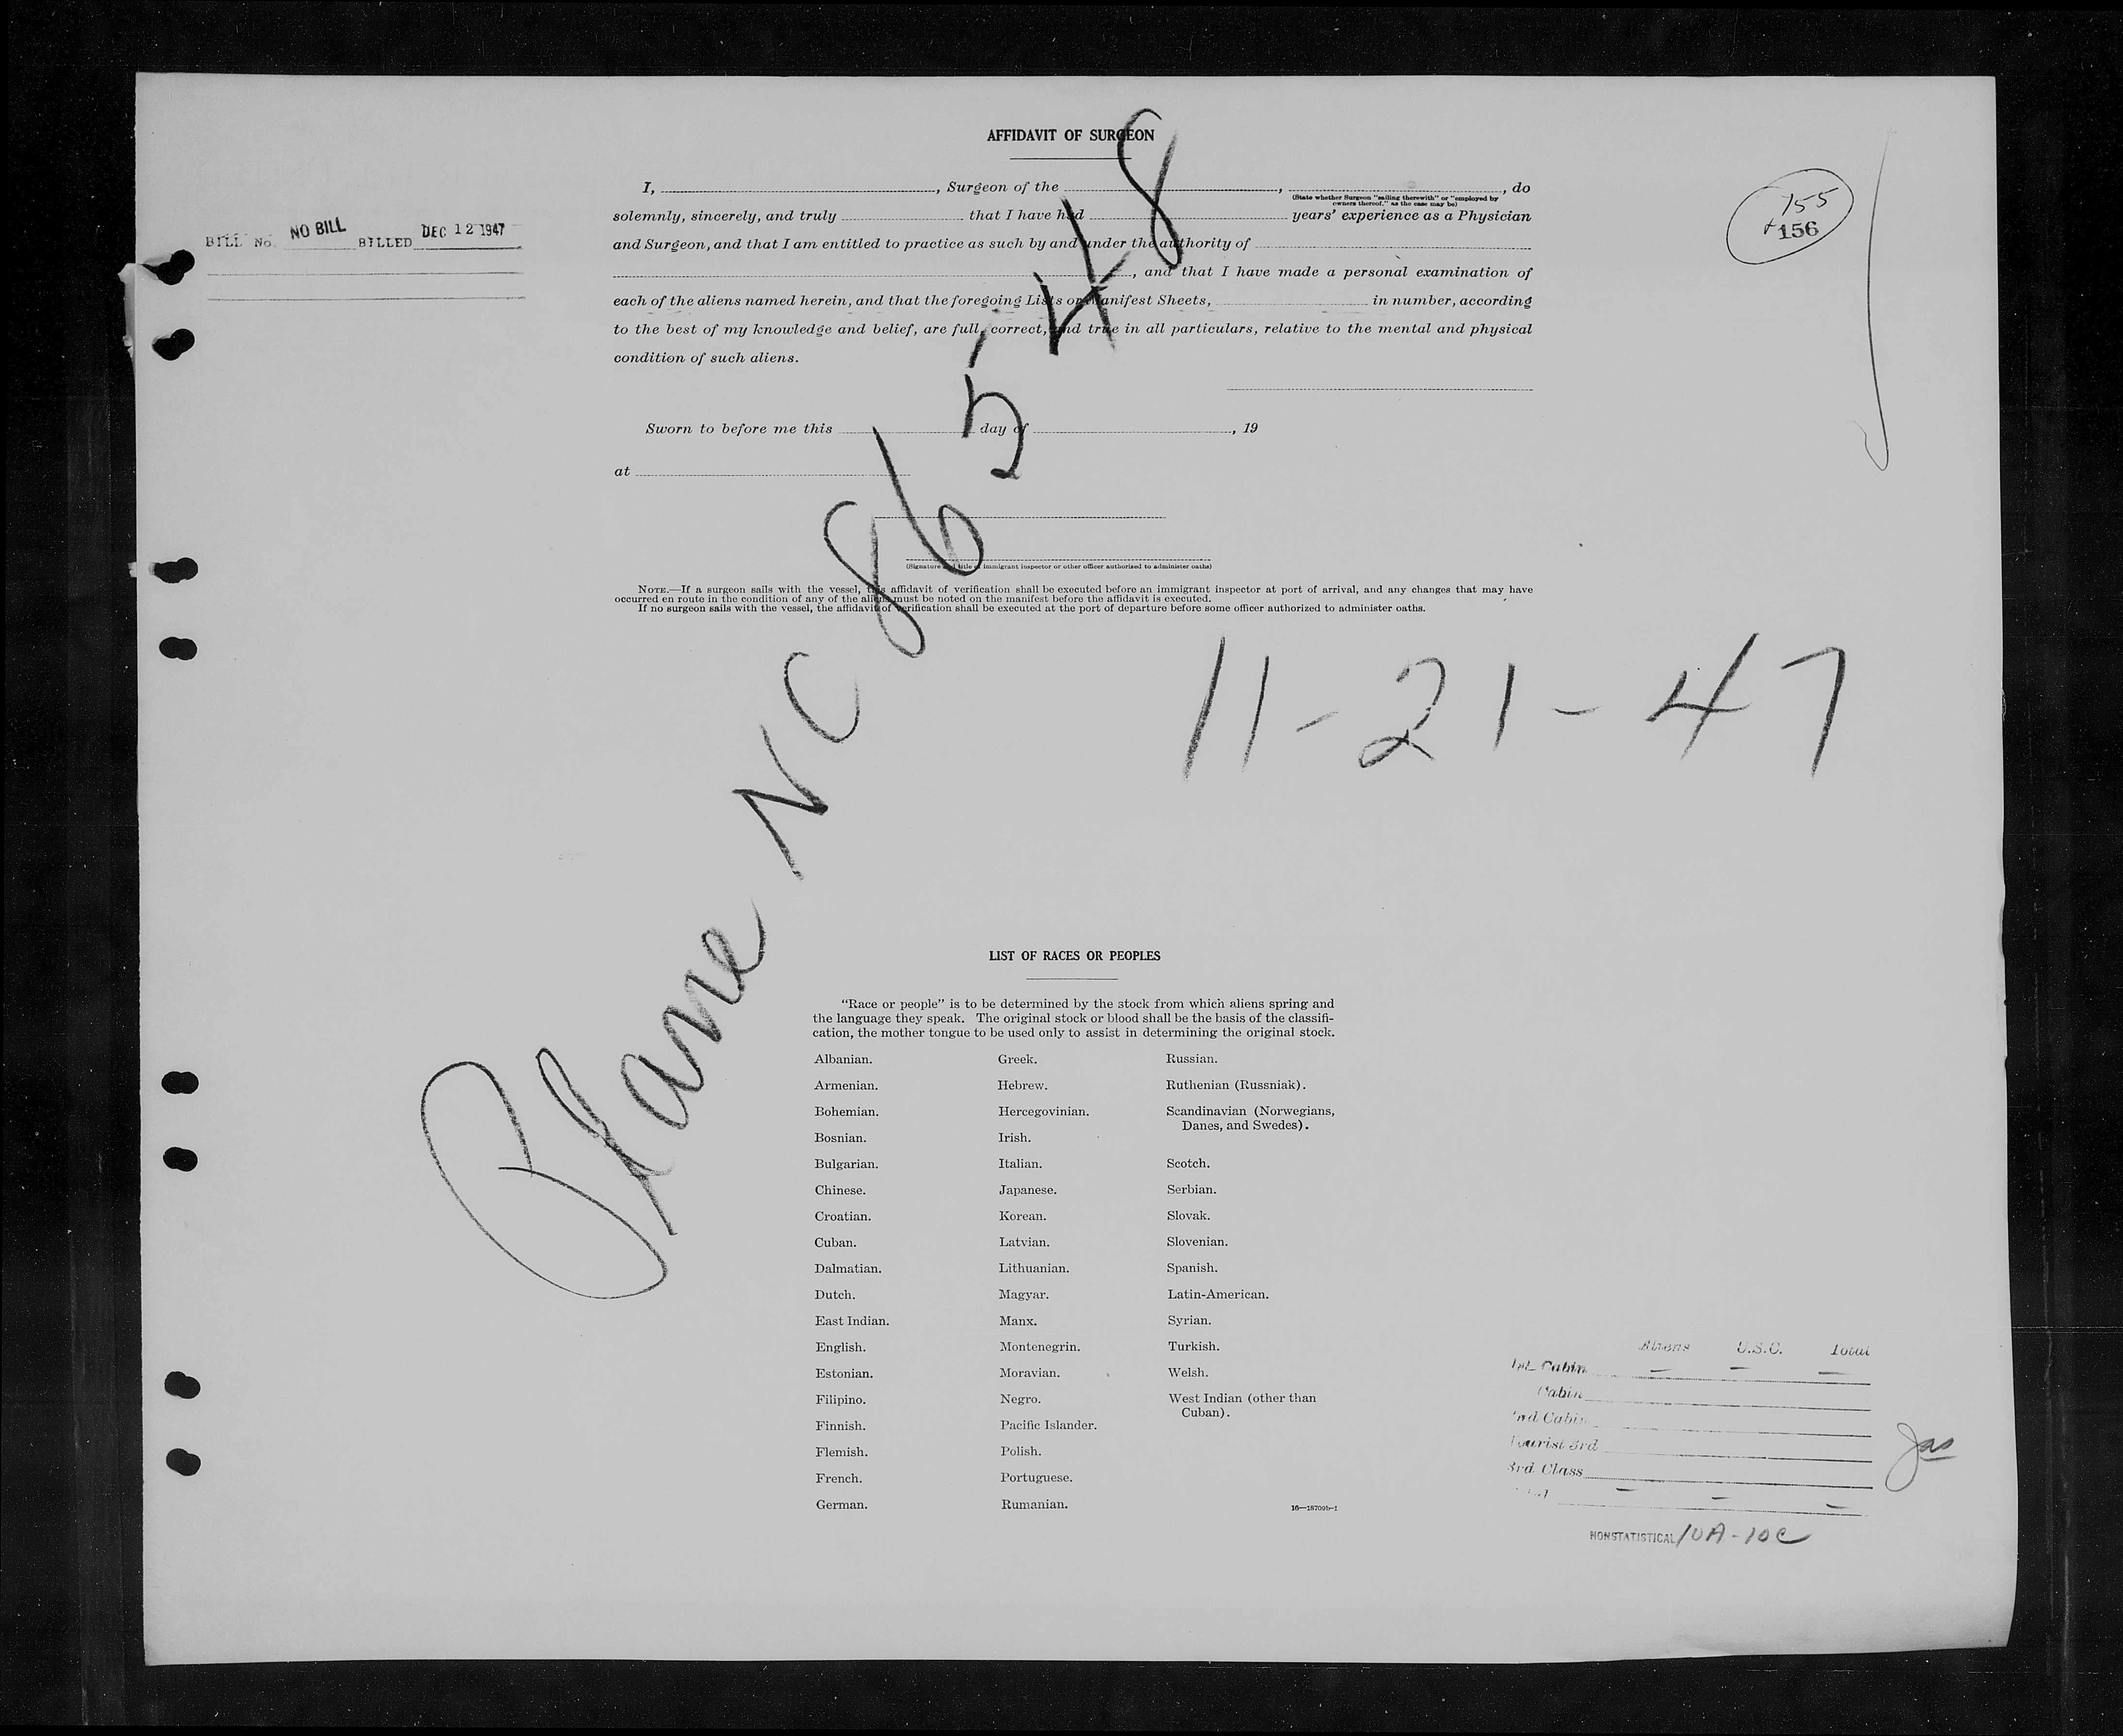 AFFIDAVIT OF SURGEON
I, , Surgeon of the , , do
(State whether Surgeon "sailing therewith" or "employed by
owners thereof," as the case may be)
solemnly, sincerely, and truly that I have had years' experience as a Physician
and Surgeon, and that I am entitled to practice as such by and under the authority of
, and that I have made a personal examination of
each of the aliens named herein, and that the foregoing Lists or Manifest Sheets, in number, according
to the best of my knowledge and belief, are full, correct, and true in all particulars, relative to the mental and physical
condition of such aliens.
Sworn to before me this day of , 19
at
(Signature and title of immigrant inspector or other officer authorized to administer oaths)
NOTE.—If a surgeon sails with the vessel, this affidavit of verification shall be executed before an immigrant inspector at port of arrival, and any changes that may have
occurred en route in the condition of any of the aliens must be noted on the manifest before the affidavit is executed.
If no surgeon sails with the vessel, the affidavit of verification shall be executed at the port of departure before some officer authorized to administer oaths.
BILL No. NO BILL BILLED DEC 12 1947
155
+156
NC 865-48
11-21-47
LIST OF RACES OR PEOPLES
"Race or people" is to be determined by the stock from which aliens spring and
the language they speak. The original stock or blood shall be the basis of the classifi-
cation, the mother tongue to be used only to assist in determining the original stock.
Albanian.
Armenian.
Bohemian.
Bosnian.
Bulgarian.
Chinese.
Croatian.
Cuban.
Dalmatian.
Dutch.
East Indian.
English.
Estonian.
Filipino.
Finnish.
Flemish.
French.
German.
Greek.
Hebrew.
Hercegovinian.
Irish.
Italian.
Japanese.
Korean.
Latvian.
Lithuanian.
Magyar.
Manx.
Montenegrin.
Moravian.
Negro.
Pacific Islander.
Polish.
Portuguese.
Rumanian.
Russian.
Ruthenian (Russniak).
Scandinavian (Norwegians,
Danes, and Swedes).
Scotch.
Serbian.
Slovak.
Slovenian.
Spanish.
Latin-American.
Syrian.
Turkish.
Welsh.
West Indian (other than
Cuban).
16—18709b-1
Aliens U.S.C. Total
1st Cabin — — —
Cabin
2nd Cabin
Tourist 3rd
3rd Class
— — —
NONSTATISTICAL 10A-10C